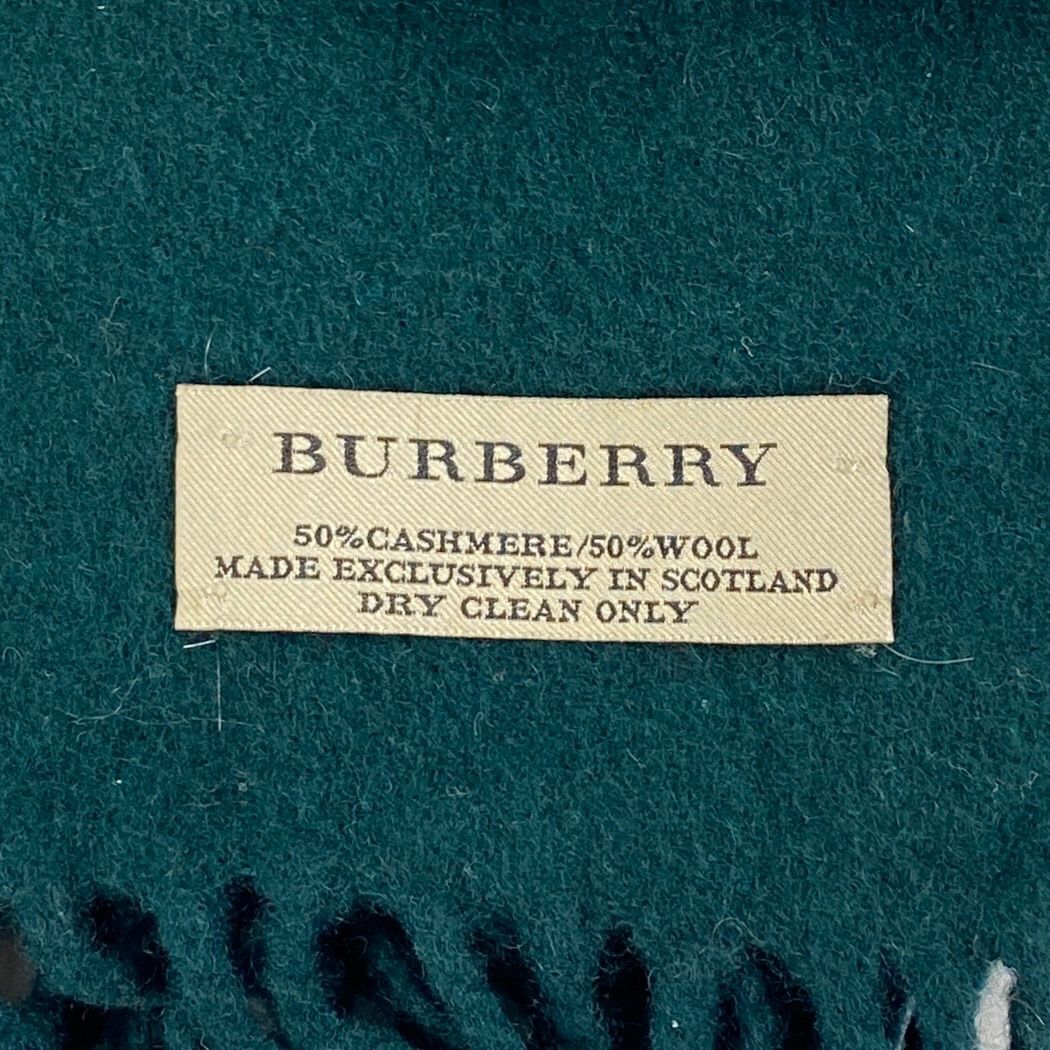 BURBERRY
50%CASHMERE/50%WOOL
MADE EXCLUSIVELY IN SCOTLAND
DRY CLEAN ONLY